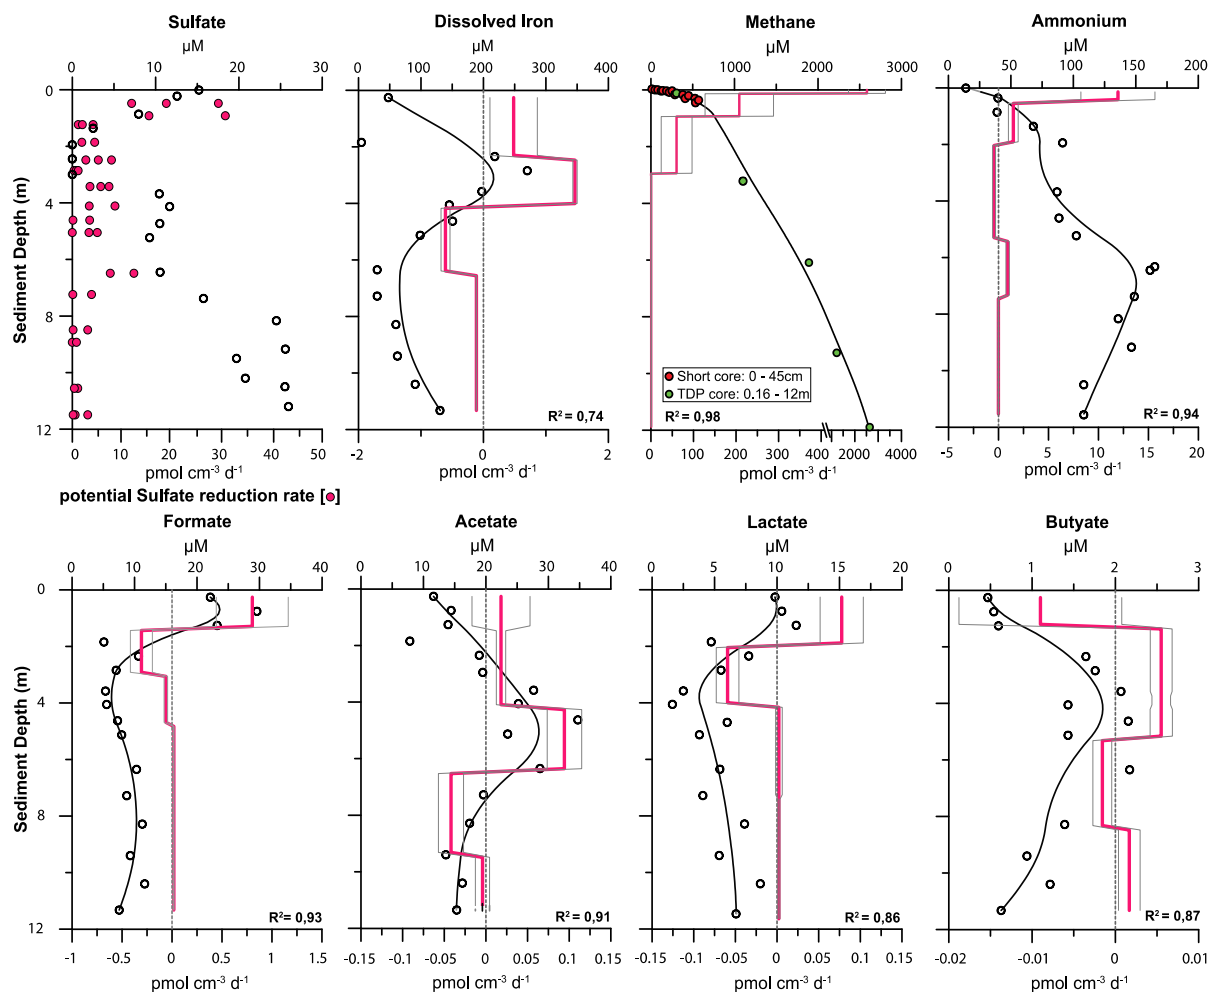 Sulfate
Dissolved Iron
Methane
Ammonium
µM
µM
µM
µM
0 10 20 30
0 100 200 300 400
0 1000 2000 3000
0 50 100 150 200
Sediment Depth (m)
0
4
8
12
Short core: 0 - 45cm
TDP core: 0.16 - 12m
R² = 0,74
R² = 0,98
R² = 0,94
0 10 20 30 40 50
-2 0 2
0 100 200 300 400 2000 4000
-5 0 5 10 15 20
pmol cm⁻³ d⁻¹
pmol cm⁻³ d⁻¹
pmol cm⁻³ d⁻¹
pmol cm⁻³ d⁻¹
potential Sulfate reduction rate [ ]
Formate
Acetate
Lactate
Butyate
µM
µM
µM
µM
0 10 20 30 40
0 10 20 30 40
0 5 10 15 20
0 1 2 3
Sediment Depth (m)
0
4
8
12
R² = 0,93
R² = 0,91
R² = 0,86
R² = 0,87
-1 -0.5 0 0.5 1 1.5
-0.15 -0.1 -0.05 0 0.05 0.1 0.15
-0.15 -0.1 -0.05 0 0.05 0.1 0.15
-0.02 -0.01 0 0.01
pmol cm⁻³ d⁻¹
pmol cm⁻³ d⁻¹
pmol cm⁻³ d⁻¹
pmol cm⁻³ d⁻¹